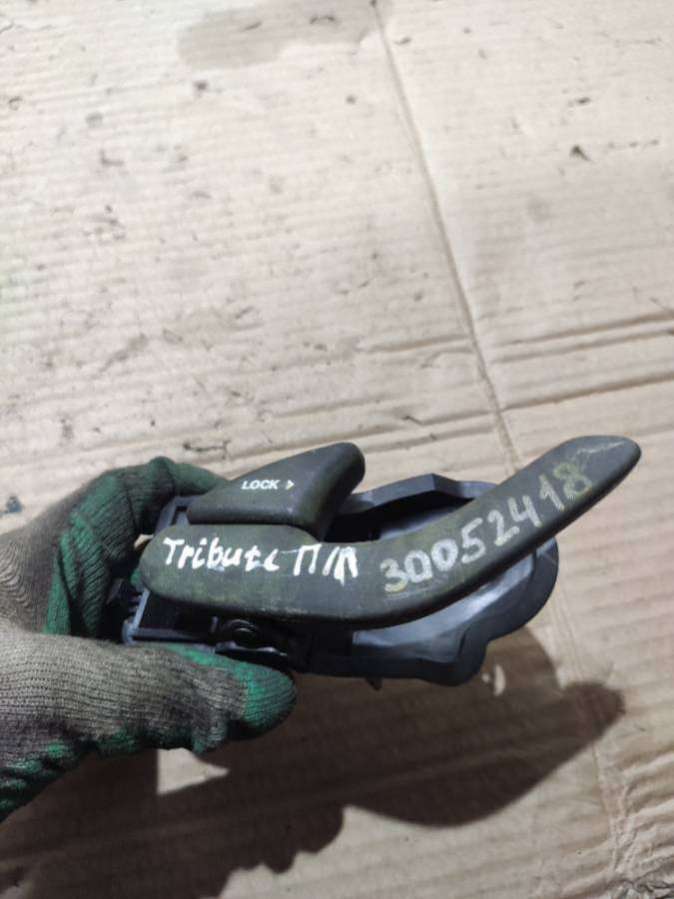 LOCK >
Tribute П/П 30052418